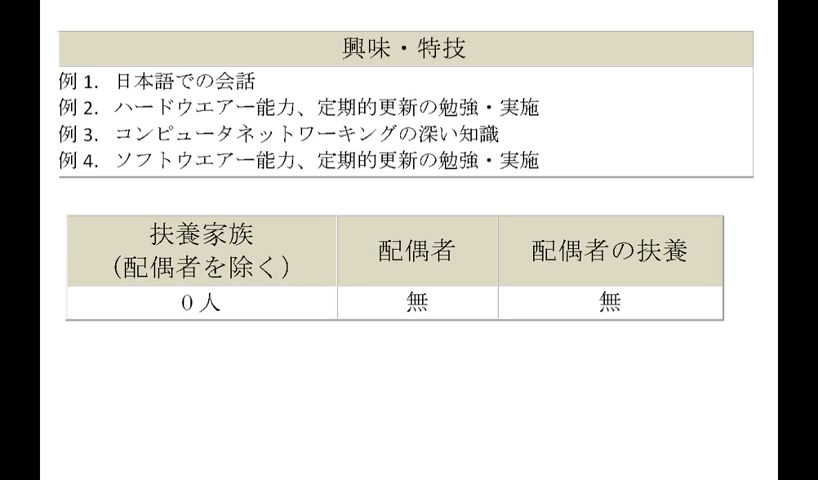 興味・特技
例 1. 日本語での会話
例 2. ハードウエアー能力、定期的更新の勉強・実施
例 3. コンピュータネットワーキングの深い知識
例 4. ソフトウエアー能力、定期的更新の勉強・実施
扶養家族
（配偶者を除く）
配偶者
配偶者の扶養
０人
無
無